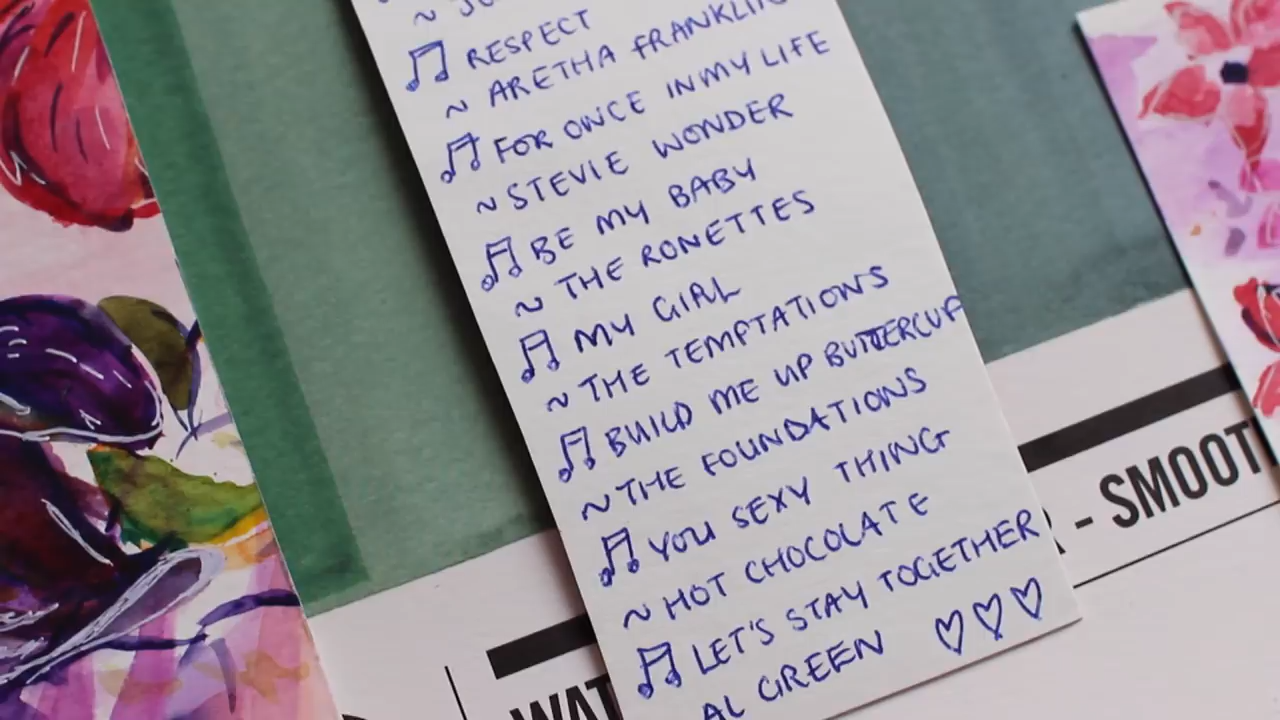 ♫ RESPECT
~ ARETHA FRANKLIN
♫ FOR ONCE IN MY LIFE
~ STEVIE WONDER
♫ BE MY BABY
~ THE RONETTES
♫ MY GIRL
~ THE TEMPTATIONS
♫ BUILD ME UP BUTTERCUP
~ THE FOUNDATIONS
♫ YOU SEXY THING
~ HOT CHOCOLATE
♫ LET'S STAY TOGETHER
AL GREEN ♡♡♡
WAT
- SMOOT